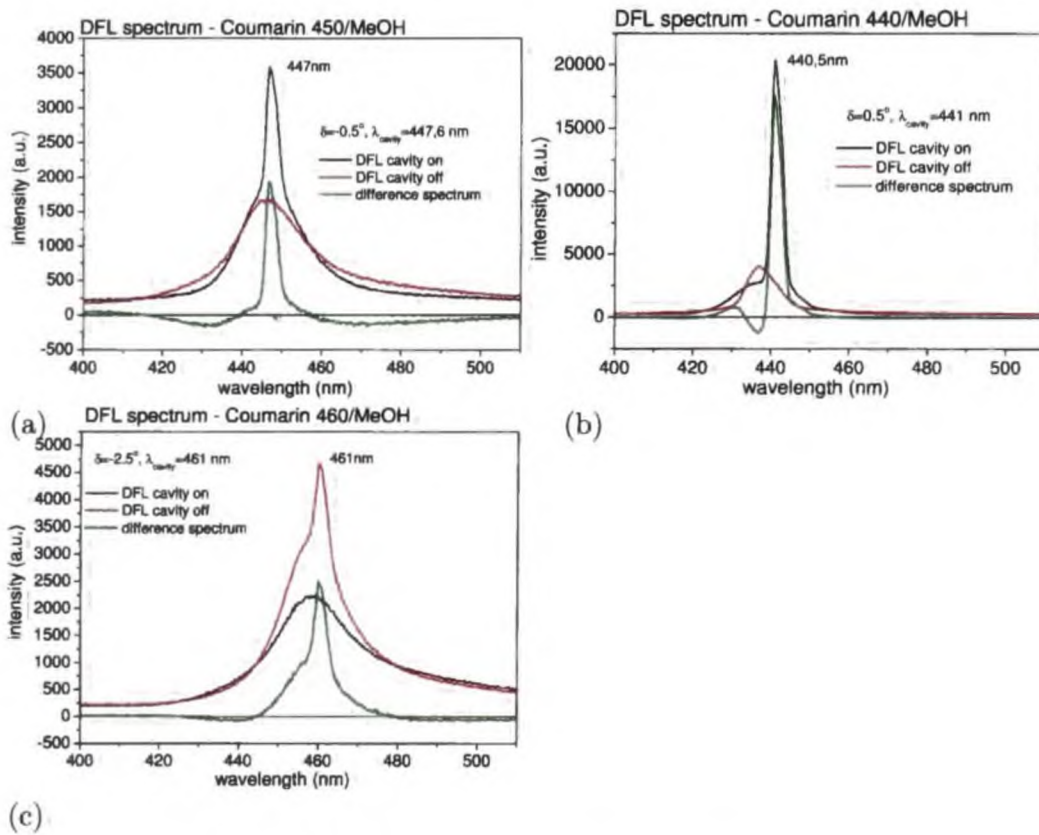 DFL spectrum - Coumarin 450/MeOH
4000
3500
3000
2500
2000
1500
1000
500
0
-500
intensity (a.u.)
447nm
δ=-0.5°, λcavity=447,6 nm
DFL cavity on
DFL cavity off
difference spectrum
400 420 440 460 480 500
wavelength (nm)
(a)
DFL spectrum - Coumarin 440/MeOH
20000
15000
10000
5000
0
intensity (a.u.)
440,5nm
δ=0.5°, λcavity=441 nm
DFL cavity on
DFL cavity off
difference spectrum
400 420 440 460 480 500
wavelength (nm)
(b)
DFL spectrum - Coumarin 460/MeOH
5000
4500
4000
3500
3000
2500
2000
1500
1000
500
0
-500
intensity (a.u.)
δ=-2.5°, λcavity=461 nm
461nm
DFL cavity on
DFL cavity off
difference spectrum
400 420 440 460 480 500
wavelength (nm)
(c)